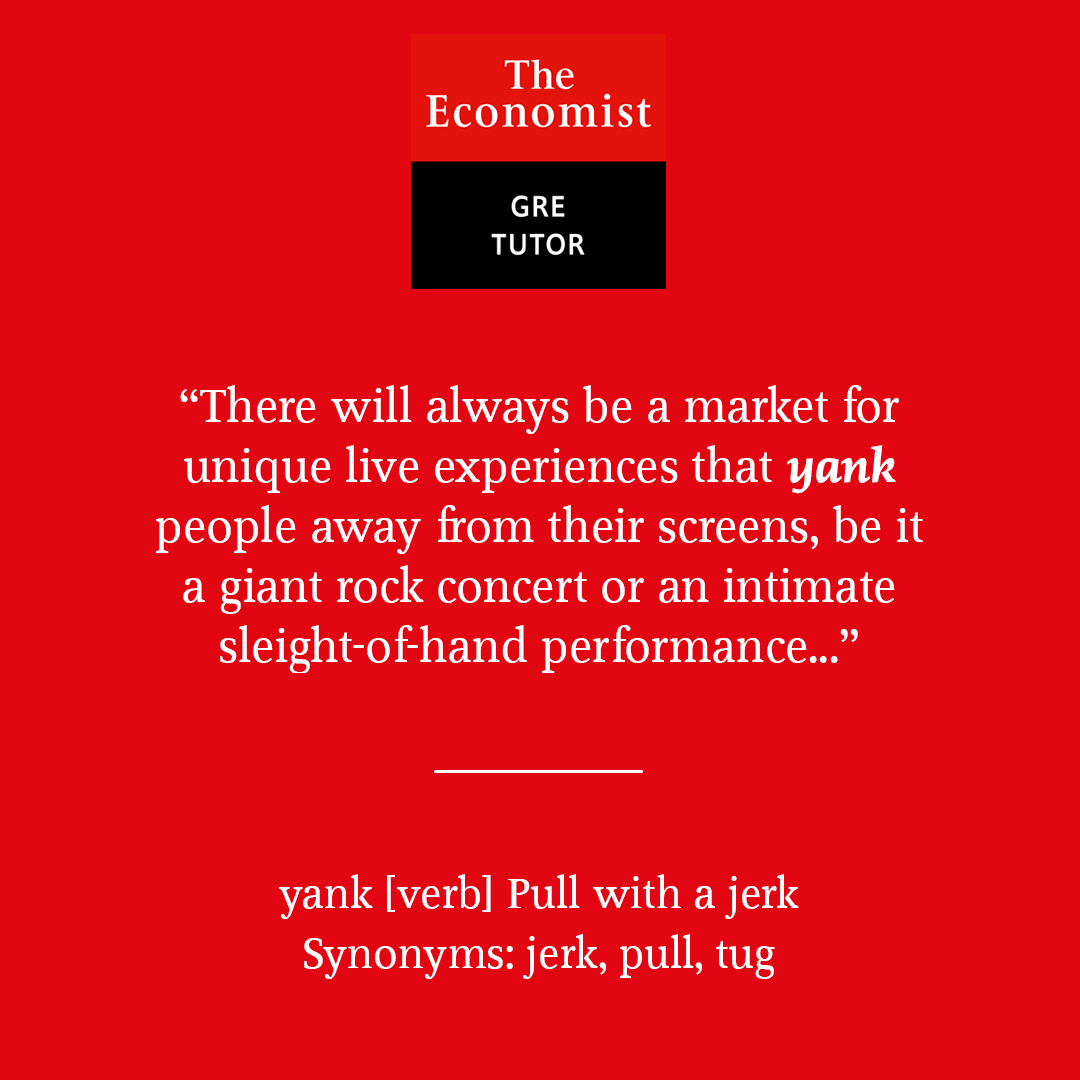 The
Economist
GRE
TUTOR
“There will always be a market for
unique live experiences that yank
people away from their screens, be it
a giant rock concert or an intimate
sleight-of-hand performance...”
yank [verb] Pull with a jerk
Synonyms: jerk, pull, tug